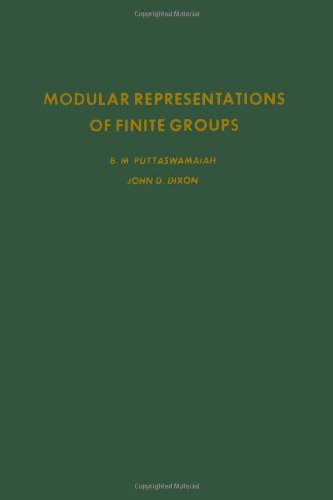 MODULAR REPRESENTATIONS
OF FINITE GROUPS
B. M. PUTTASWAMAIAH
JOHN D. DIXON